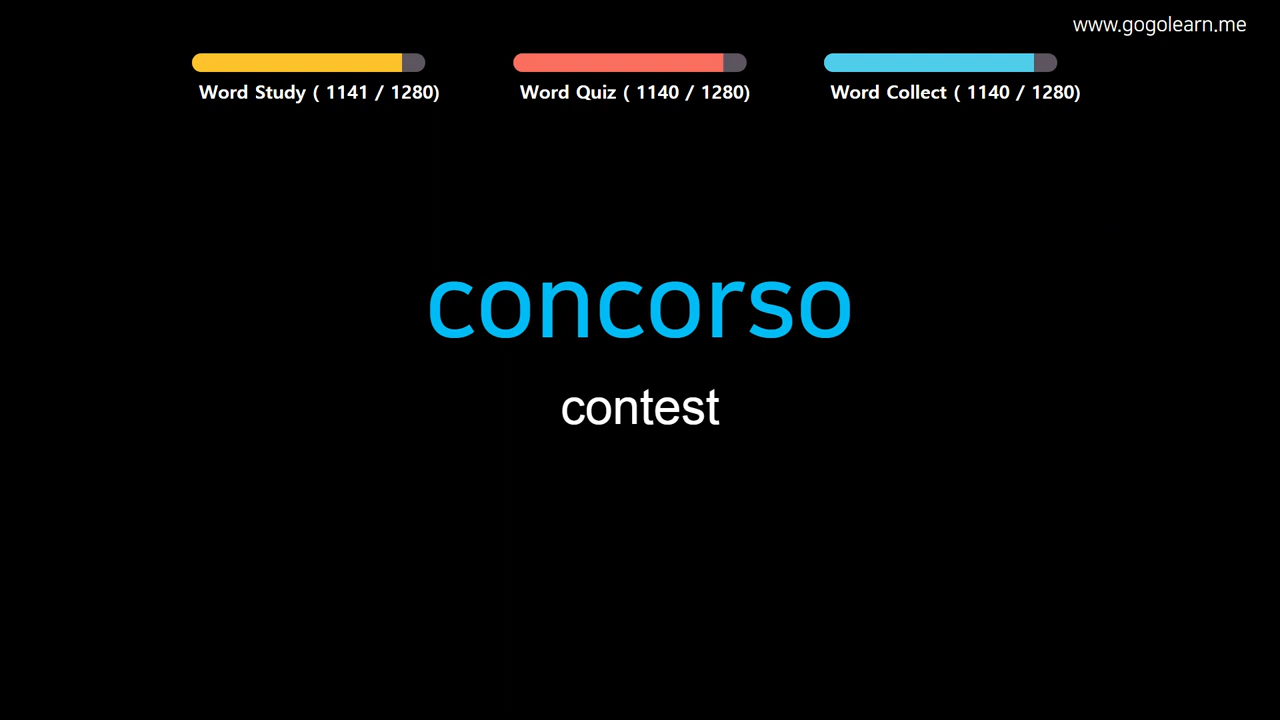 www.gogolearn.me
Word Study ( 1141 / 1280)
Word Quiz ( 1140 / 1280)
Word Collect ( 1140 / 1280)
concorso
contest